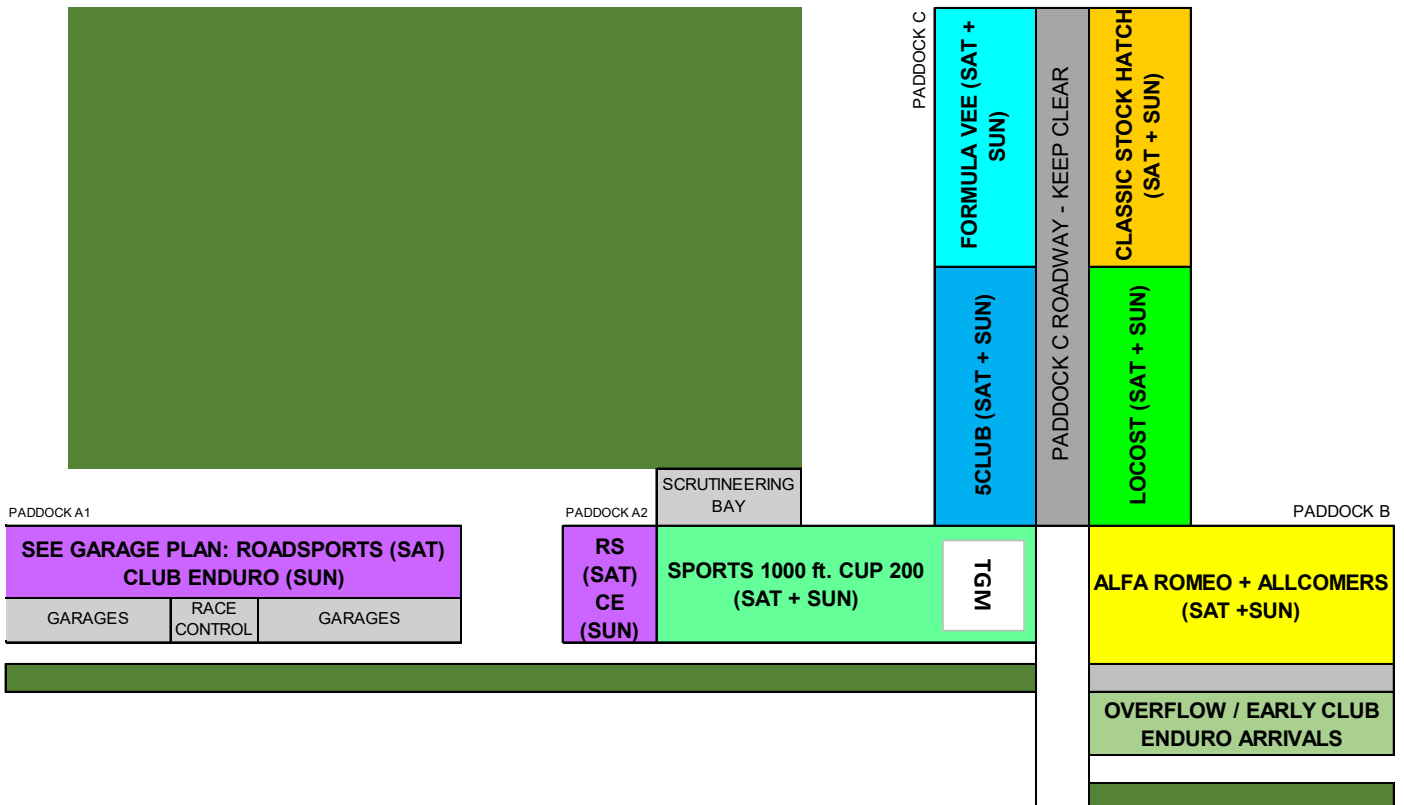 PADDOCK C
FORMULA VEE (SAT +
SUN)
PADDOCK C ROADWAY - KEEP CLEAR
CLASSIC STOCK HATCH
(SAT + SUN)
5CLUB (SAT + SUN)
LOCOST (SAT + SUN)
SCRUTINEERING
BAY
PADDOCK A1
PADDOCK A2
PADDOCK B
SEE GARAGE PLAN: ROADSPORTS (SAT)
CLUB ENDURO (SUN)
GARAGES
RACE
CONTROL
GARAGES
RS
(SAT)
CE
(SUN)
SPORTS 1000 ft. CUP 200
(SAT + SUN)
TGM
ALFA ROMEO + ALLCOMERS
(SAT +SUN)
OVERFLOW / EARLY CLUB
ENDURO ARRIVALS